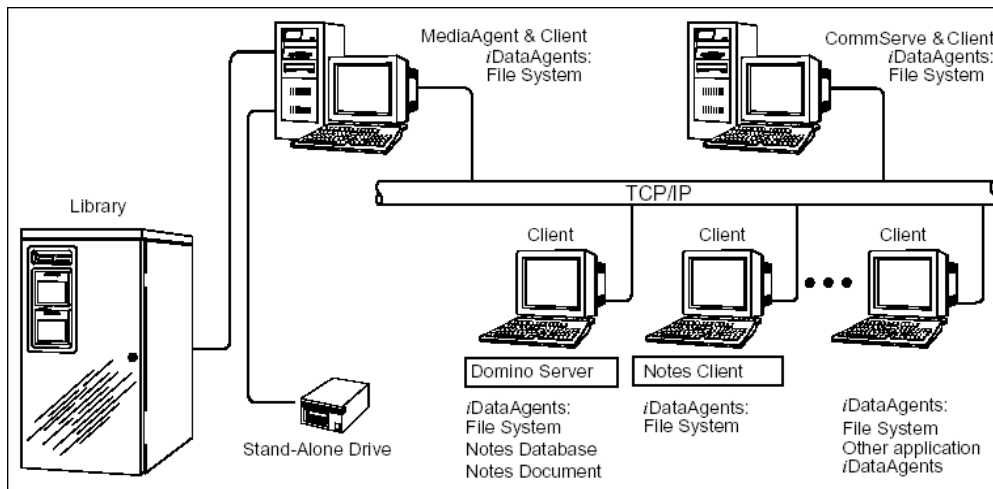 MediaAgent & Client
iDataAgents:
File System
CommServe & Client
iDataAgents:
File System
TCP/IP
Library
Client
Client
Client
Domino Server
Notes Client
iDataAgents:
File System
Notes Database
Notes Document
iDataAgents:
File System
iDataAgents:
File System
Other application
iDataAgents
Stand-Alone Drive